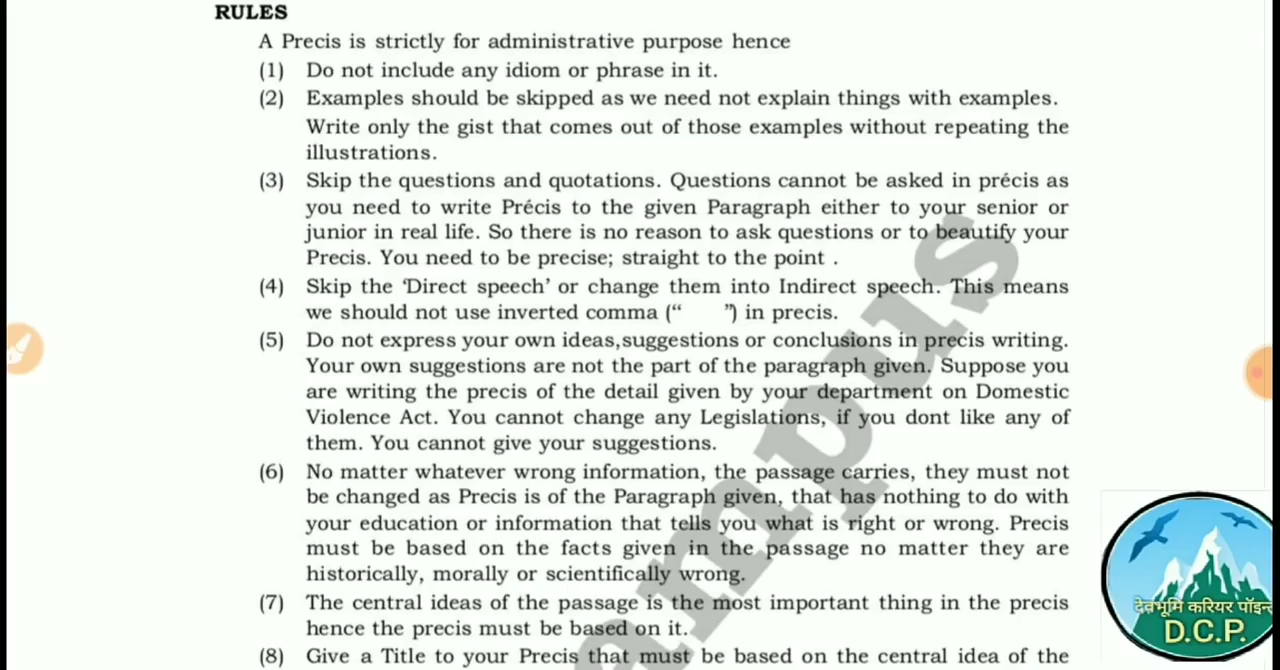 RULES
A Precis is strictly for administrative purpose hence
(1) Do not include any idiom or phrase in it.
(2) Examples should be skipped as we need not explain things with examples.
Write only the gist that comes out of those examples without repeating the
illustrations.
(3) Skip the questions and quotations. Questions cannot be asked in précis as
you need to write Précis to the given Paragraph either to your senior or
junior in real life. So there is no reason to ask questions or to beautify your
Precis. You need to be precise; straight to the point .
(4) Skip the ‘Direct speech’ or change them into Indirect speech. This means
we should not use inverted comma (“ ”) in precis.
(5) Do not express your own ideas,suggestions or conclusions in precis writing.
Your own suggestions are not the part of the paragraph given. Suppose you
are writing the precis of the detail given by your department on Domestic
Violence Act. You cannot change any Legislations, if you dont like any of
them. You cannot give your suggestions.
(6) No matter whatever wrong information, the passage carries, they must not
be changed as Precis is of the Paragraph given, that has nothing to do with
your education or information that tells you what is right or wrong. Precis
must be based on the facts given in the passage no matter they are
historically, morally or scientifically wrong.
(7) The central ideas of the passage is the most important thing in the precis
hence the precis must be based on it.
(8) Give a Title to your Precis that must be based on the central idea of the
ampus
देवभूमि करियर पॉइन्ट
D.C.P.